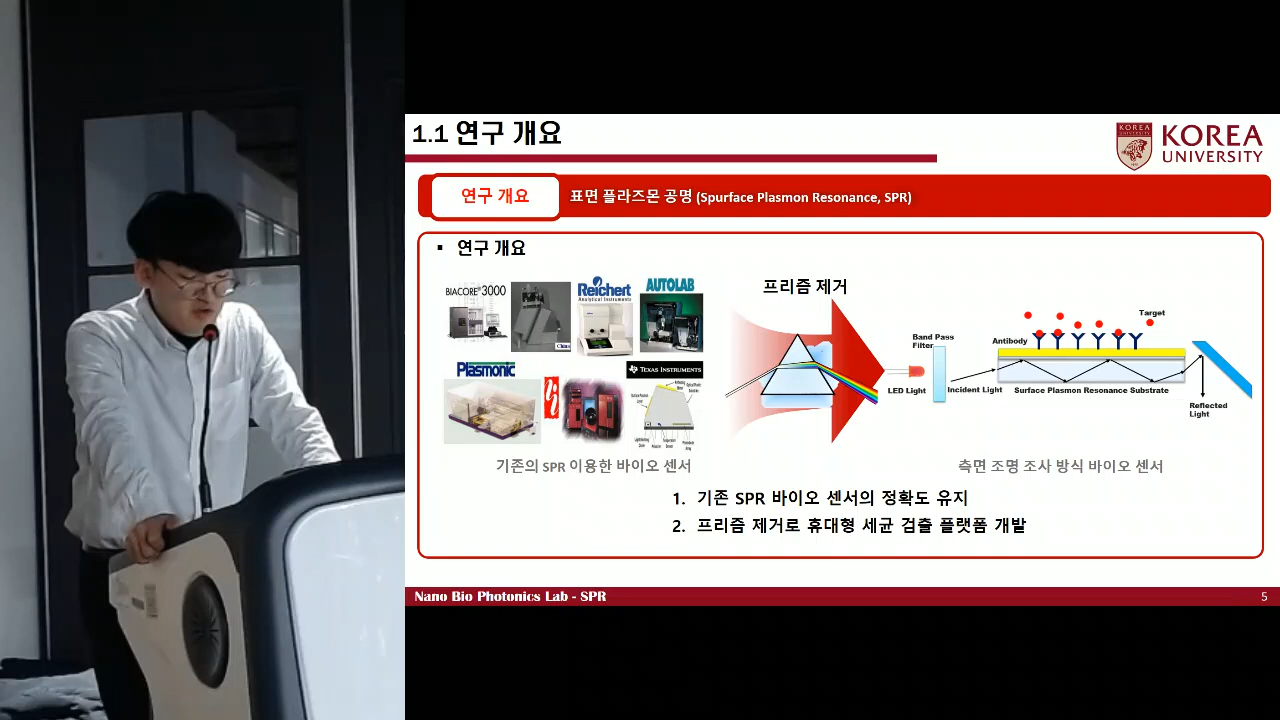 1.1 연구 개요
KOREA
KOREA
UNIVERSITY
연구 개요
표면 플라즈몬 공명 (Spurface Plasmon Resonance, SPR)
▪ 연구 개요
BIACORE®3000
China
Reichert
Analytical Instruments
AUTOLAB
Plasmonic
TEXAS INSTRUMENTS
기존의 SPR 이용한 바이오 센서
프리즘 제거
Band Pass
Filter
LED Light
Incident Light
Antibody
Target
Surface Plasmon Resonance Substrate
Reflected
Light
측면 조명 조사 방식 바이오 센서
1. 기존 SPR 바이오 센서의 정확도 유지
2. 프리즘 제거로 휴대형 세균 검출 플랫폼 개발
Nano Bio Photonics Lab - SPR
5